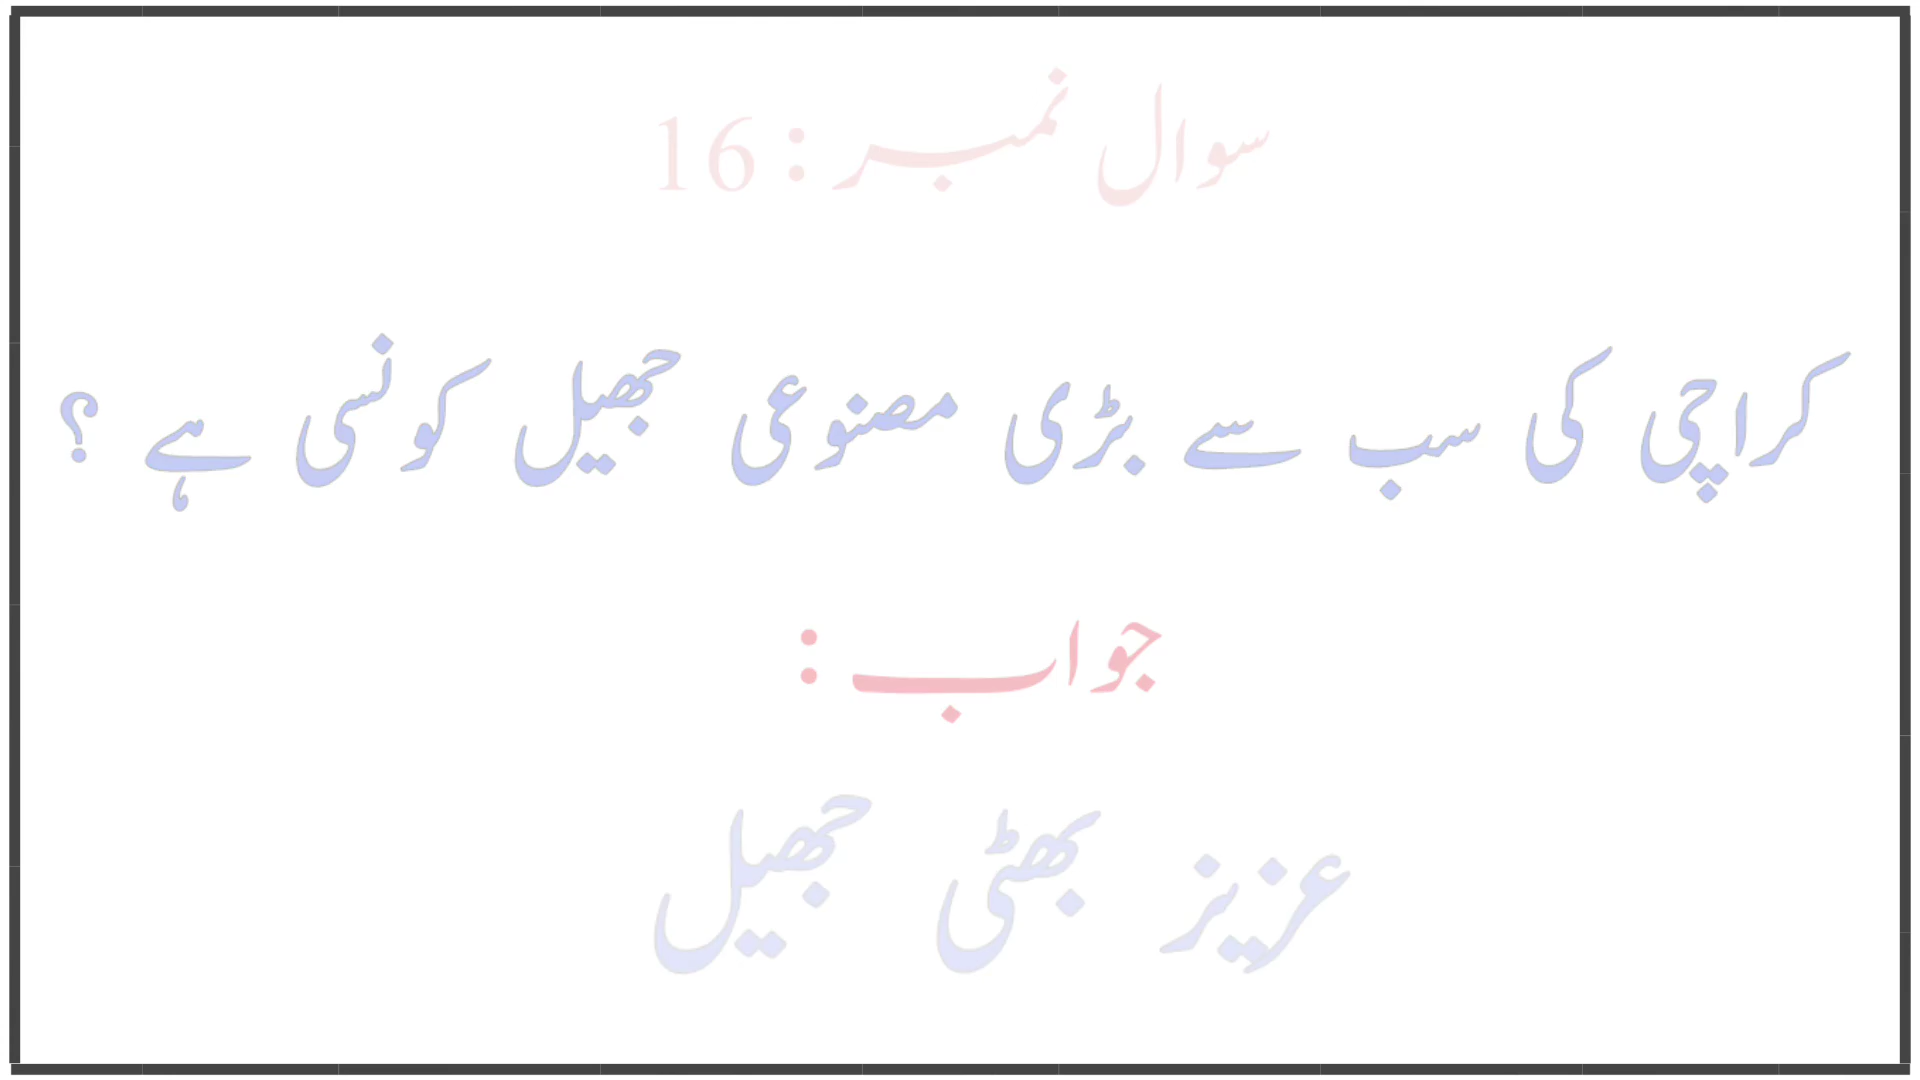 سوال نمبر : 16
کراچی کی سب سے بڑی مصنوعی جھیل کونسی ہے ؟
جواب :
عزیز بھٹی جھیل